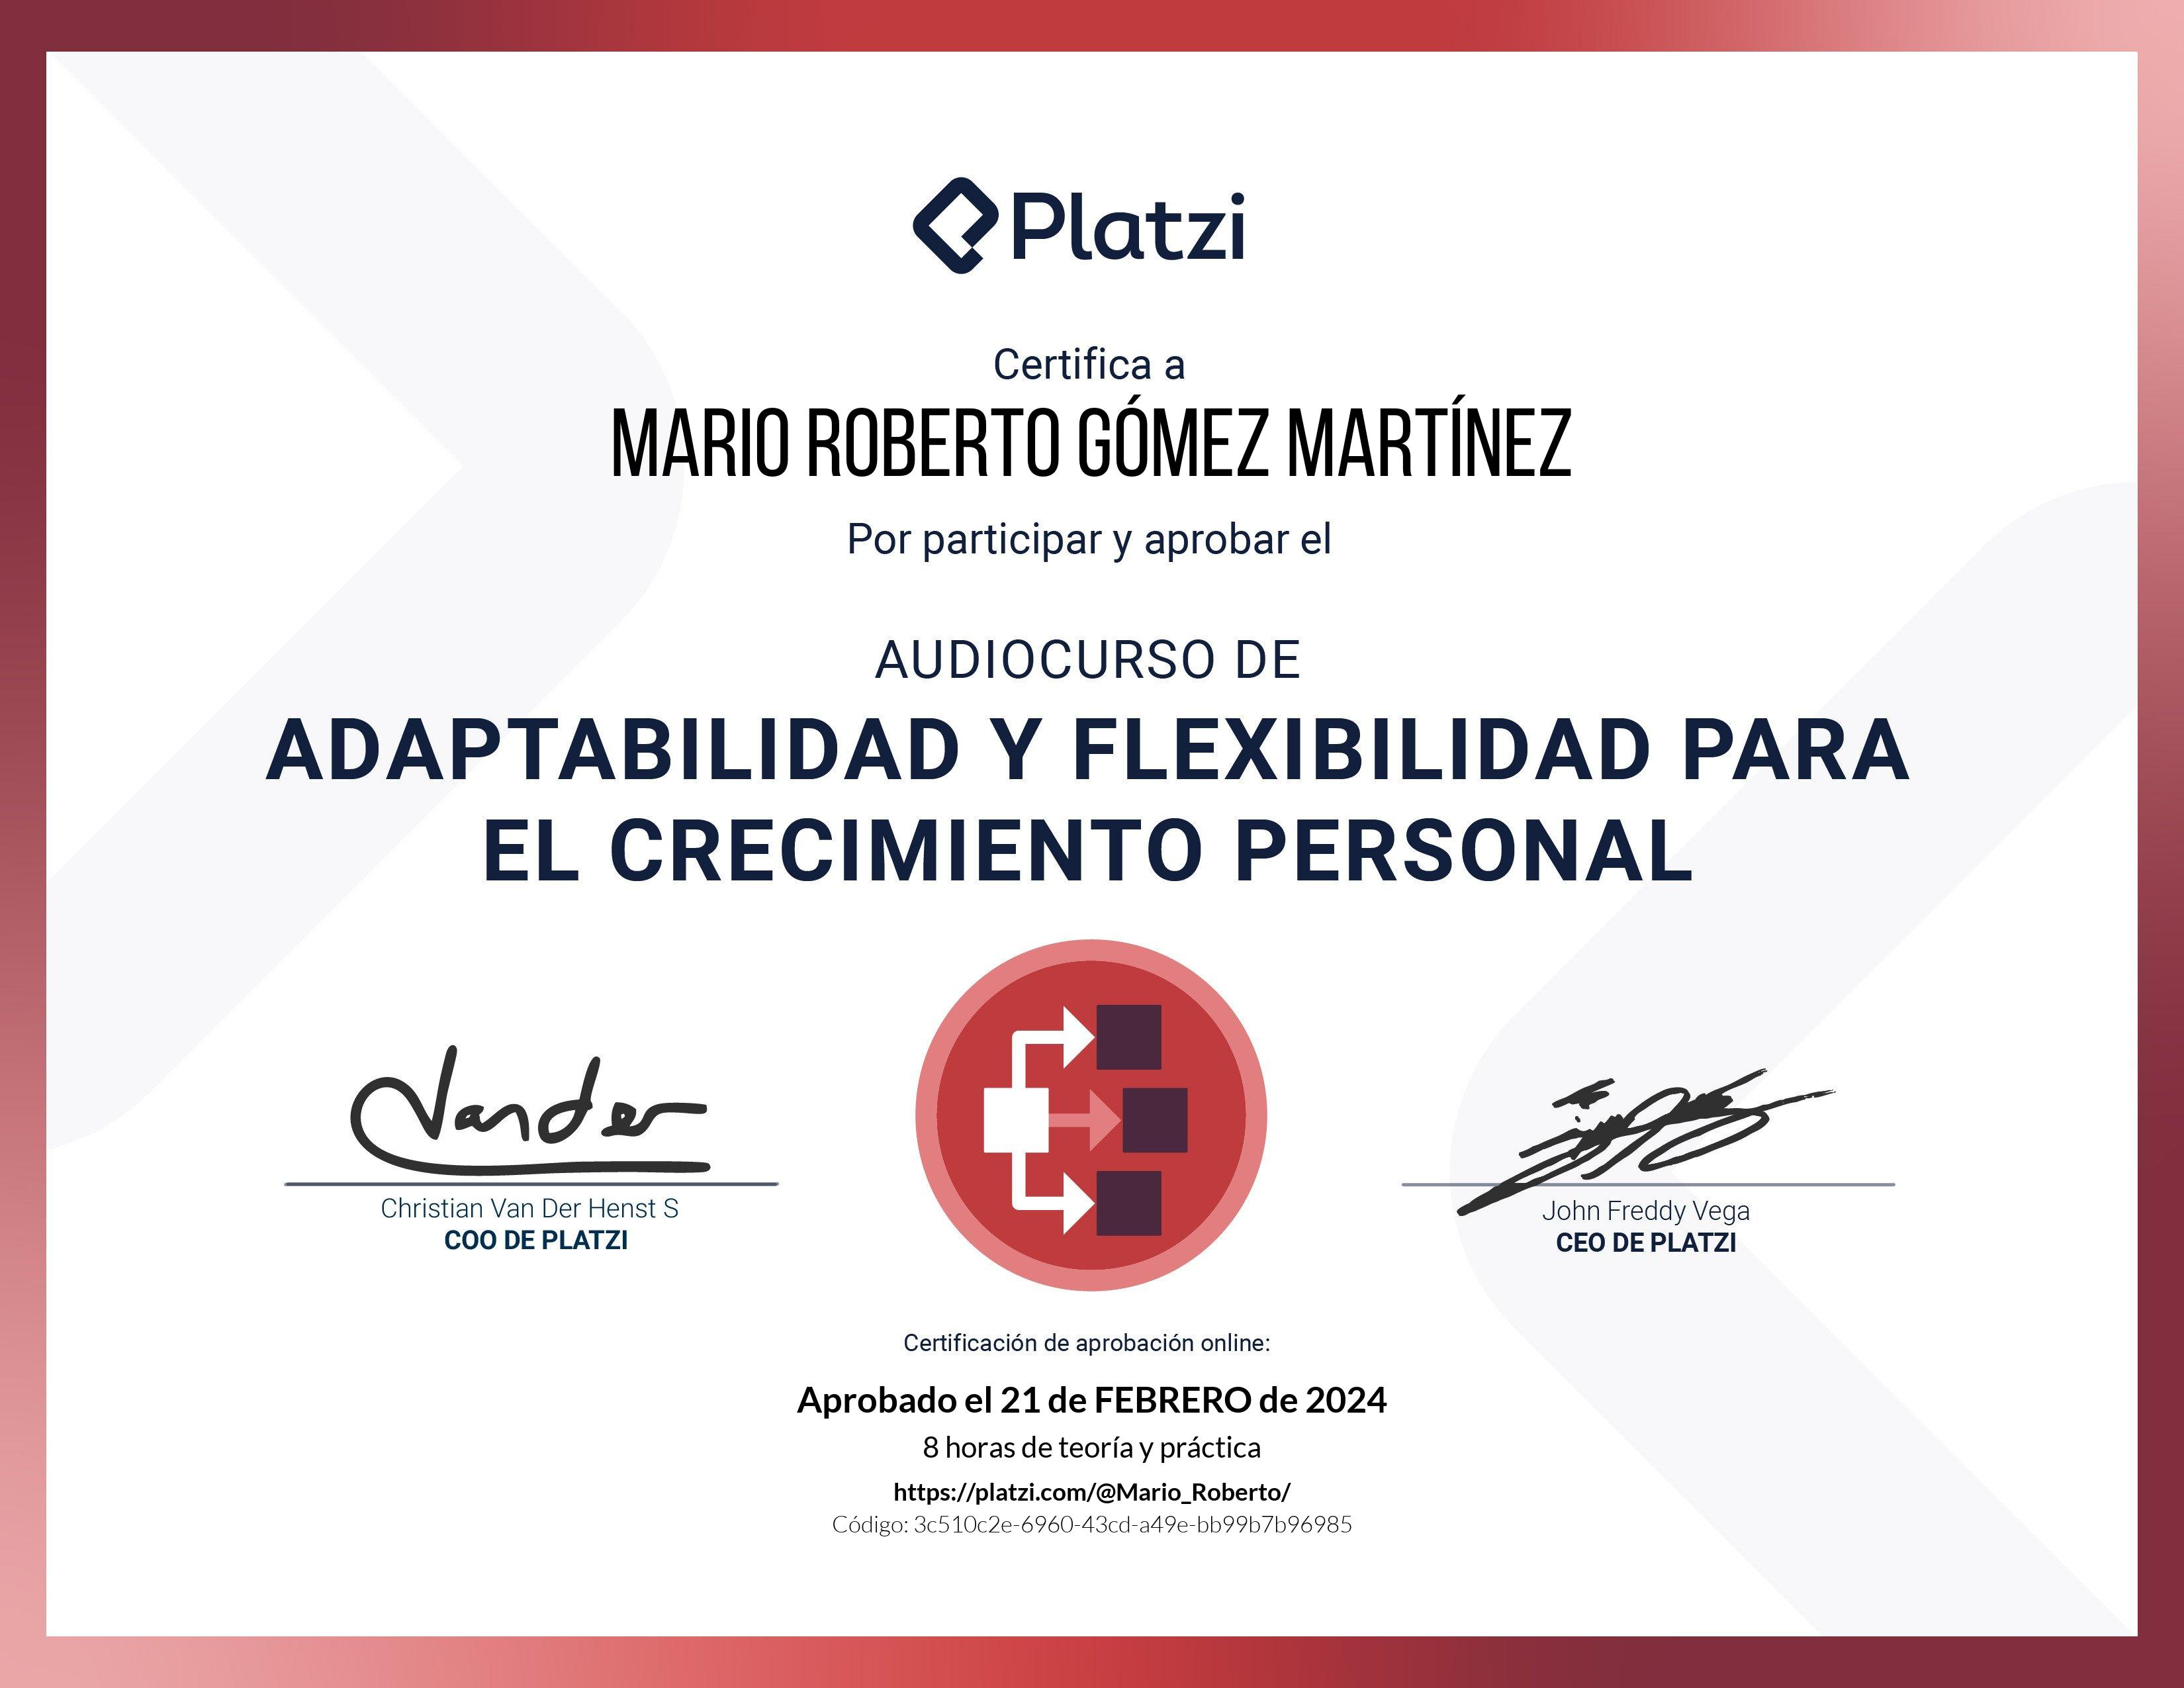 Platzi
Certifica a
MARIO ROBERTO GÓMEZ MARTÍNEZ
Por participar y aprobar el
AUDIOCURSO DE
ADAPTABILIDAD Y FLEXIBILIDAD PARA
EL CRECIMIENTO PERSONAL
Vander
Christian Van Der Henst S
COO DE PLATZI
John Freddy Vega
CEO DE PLATZI
Certificación de aprobación online:
Aprobado el 21 de FEBRERO de 2024
8 horas de teoría y práctica
https://platzi.com/@Mario_Roberto/
Código: 3c510c2e-6960-43cd-a49e-bb99b7b96985